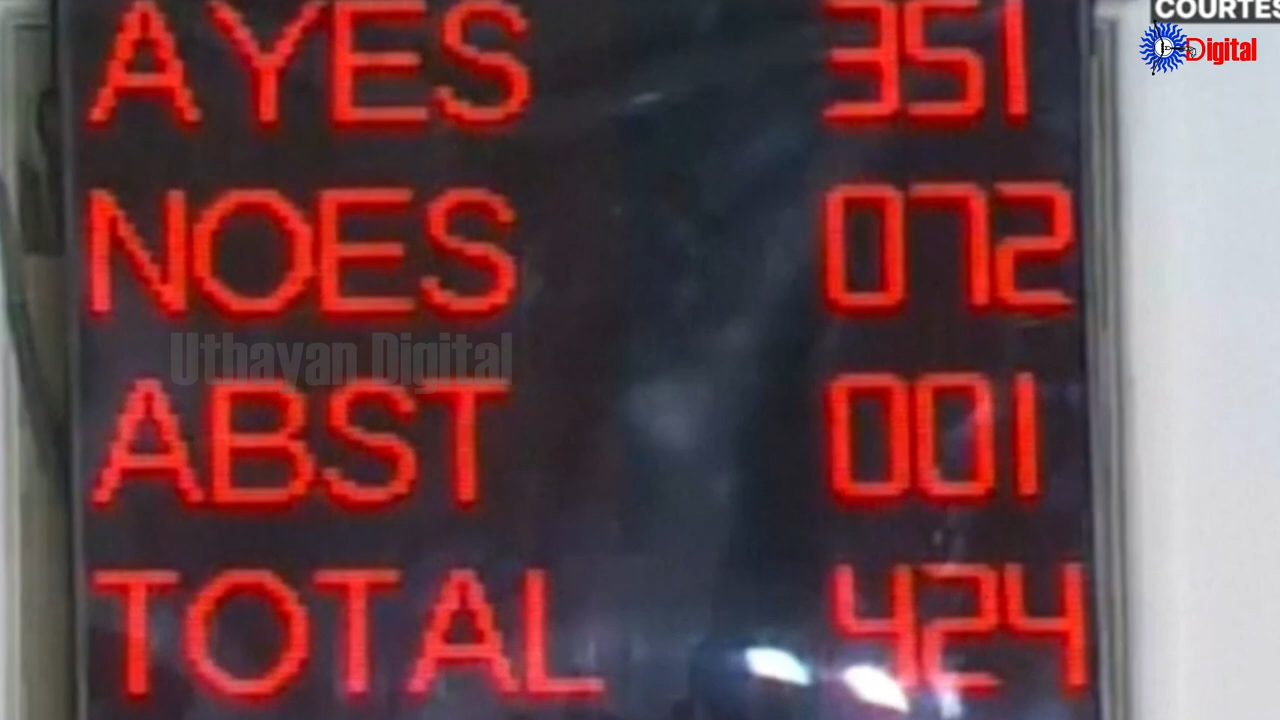 COURTES
AYES 351
Digital
NOES 072
Uthayan Digital
ABST 001
TOTAL 424